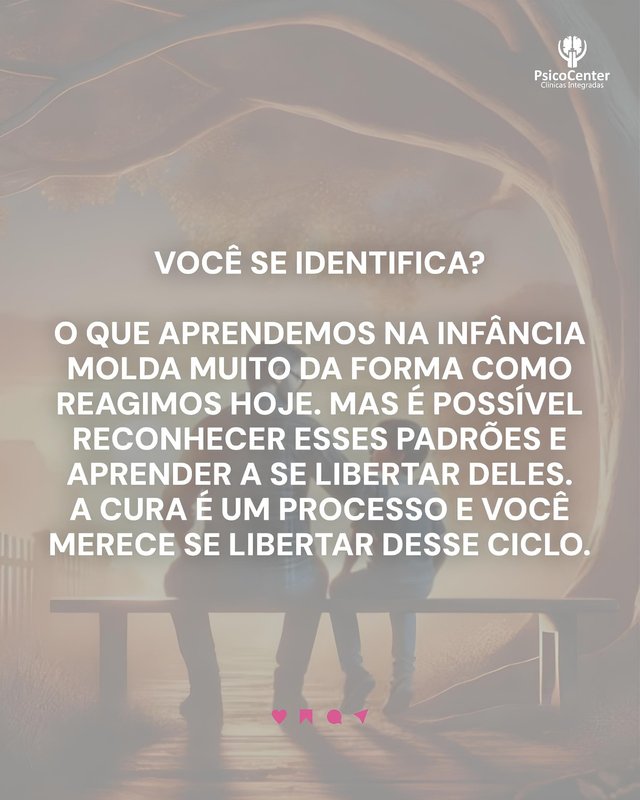 PsicoCenter
Clínicas Integradas
VOCÊ SE IDENTIFICA?
O QUE APRENDEMOS NA INFÂNCIA
MOLDA MUITO DA FORMA COMO
REAGIMOS HOJE. MAS É POSSÍVEL
RECONHECER ESSES PADRÕES E
APRENDER A SE LIBERTAR DELES.
A CURA É UM PROCESSO E VOCÊ
MERECE SE LIBERTAR DESSE CICLO.